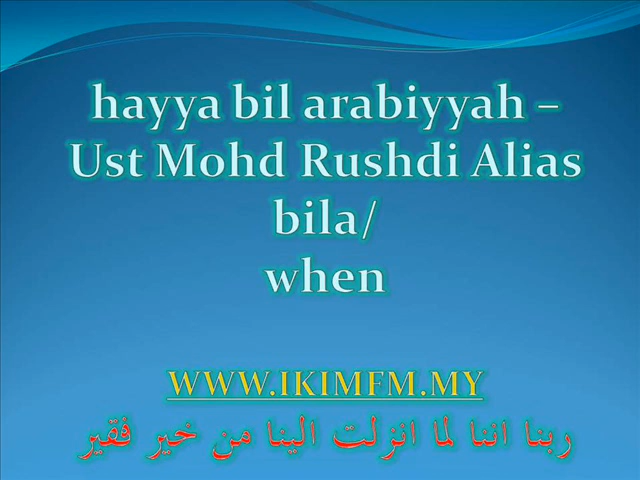 hayya bil arabiyyah –
Ust Mohd Rushdi Alias
bila/
when
WWW.IKIMFM.MY
ربنا اننا لما انزلت الينا من خير فقير